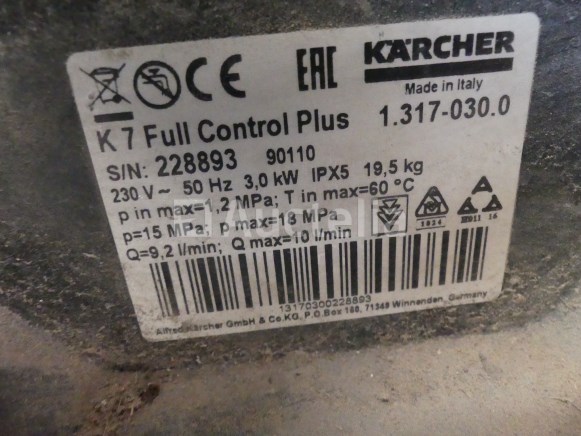 EAC KÄRCHER
Made in Italy
K 7 Full Control Plus 1.317-030.0
S/N: 228893 90110
230 V~ 50 Hz 3,0 kW IPX5 19,5 kg
p in max=1,2 MPa; T in max=60 °C
p=15 MPa; p max=18 MPa
Q=9,2 l/min; Q max=10 l/min
1024
16
13170300228893
Alfred Kärcher GmbH & Co.KG, P.O.Box 160, 71349 Winnenden, Germany